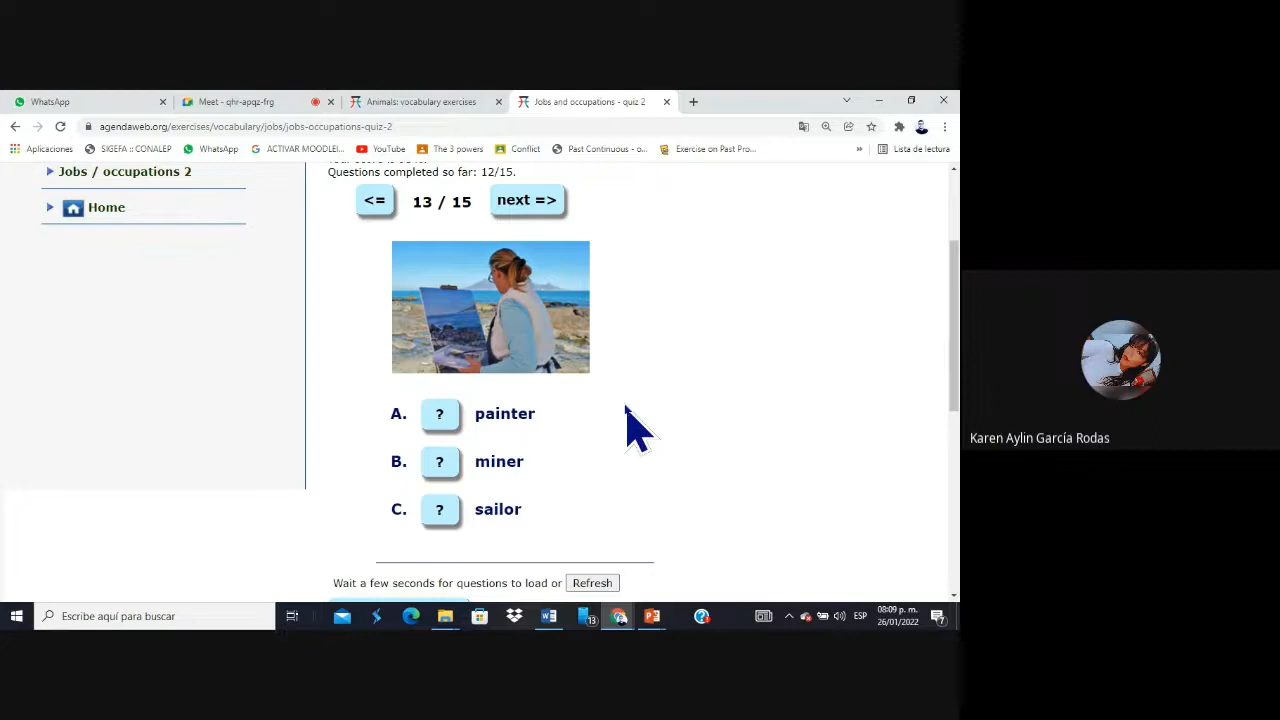 WhatsApp
Meet - qhr-apqz-frg
Animals: vocabulary exercises
Jobs and occupations - quiz 2
agendaweb.org/exercises/vocabulary/jobs/jobs-occupations-quiz-2
Aplicaciones
SIGEFA :: CONALEP
WhatsApp
ACTIVAR MOODLEI...
YouTube
The 3 powers
Conflict
Past Continuous - o...
Exercise on Past Pro...
»
Lista de lectura
Jobs / occupations 2
Home
Questions completed so far: 12/15.
<= 13 / 15 next =>
A. ? painter
B. ? miner
C. ? sailor
Wait a few seconds for questions to load or Refresh
Karen Aylin García Rodas
Escribe aquí para buscar
13
ESP
08:09 p. m.
26/01/2022
7